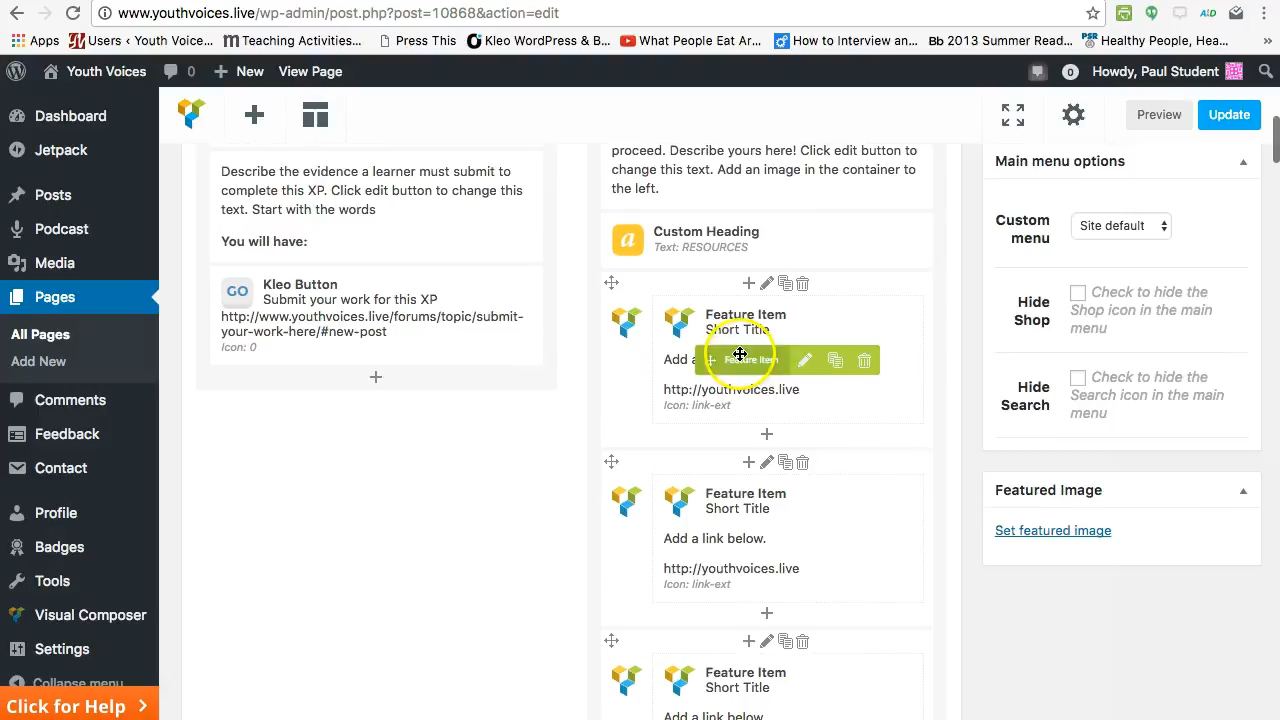 www.youthvoices.live/wp-admin/post.php?post=10868&action=edit
Apps
Users ‹ Youth Voice...
Teaching Activities...
Press This
Kleo WordPress & B...
What People Eat Ar...
How to Interview an...
Bb 2013 Summer Read...
PSR Healthy People, Hea...
»
Youth Voices
0
New
View Page
0
Howdy, Paul Student
Dashboard
Jetpack
Posts
Podcast
Media
Pages
All Pages
Add New
Comments
Feedback
Contact
Profile
Badges
Tools
Visual Composer
Settings
Collapse menu
Click for Help
Preview
Update
Describe the evidence a learner must submit to
complete this XP. Click edit button to change this
text. Start with the words
You will have:
GO
Kleo Button
Submit your work for this XP
http://www.youthvoices.live/forums/topic/submit-
your-work-here/#new-post
Icon: 0
proceed. Describe yours here! Click edit button to
change this text. Add an image in the container to
the left.
a
Custom Heading
Text: RESOURCES
Feature Item
Short Title
Add a
Feature Item
http://youthvoices.live
Icon: link-ext
Feature Item
Short Title
Add a link below.
http://youthvoices.live
Icon: link-ext
Feature Item
Short Title
Add a link below.
Main menu options
Custom
menu
Site default
Hide
Shop
Check to hide the
Shop icon in the main
menu
Hide
Search
Check to hide the
Search icon in the main
menu
Featured Image
Set featured image